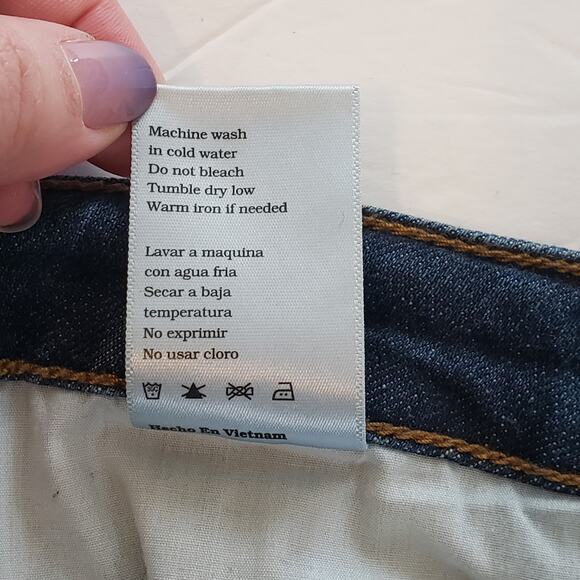 Machine wash
in cold water
Do not bleach
Tumble dry low
Warm iron if needed
Lavar a maquina
con agua fria
Secar a baja
temperatura
No exprimir
No usar cloro
Hecho En Vietnam